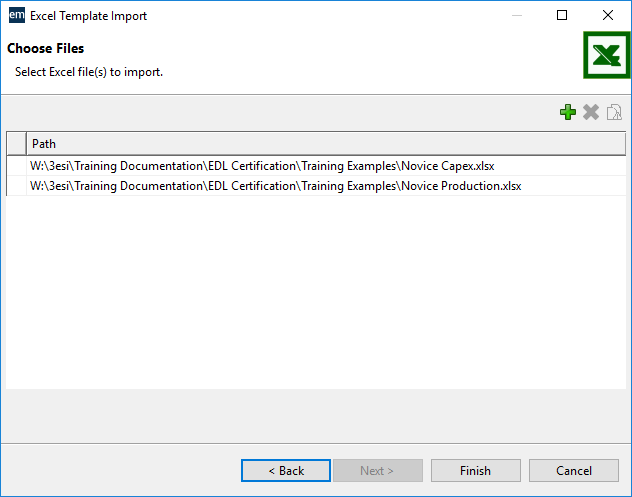 em Excel Template Import
Choose Files
Select Excel file(s) to import.
Path
W:\3esi\Training Documentation\EDL Certification\Training Examples\Novice Capex.xlsx
W:\3esi\Training Documentation\EDL Certification\Training Examples\Novice Production.xlsx
< Back Next > Finish Cancel